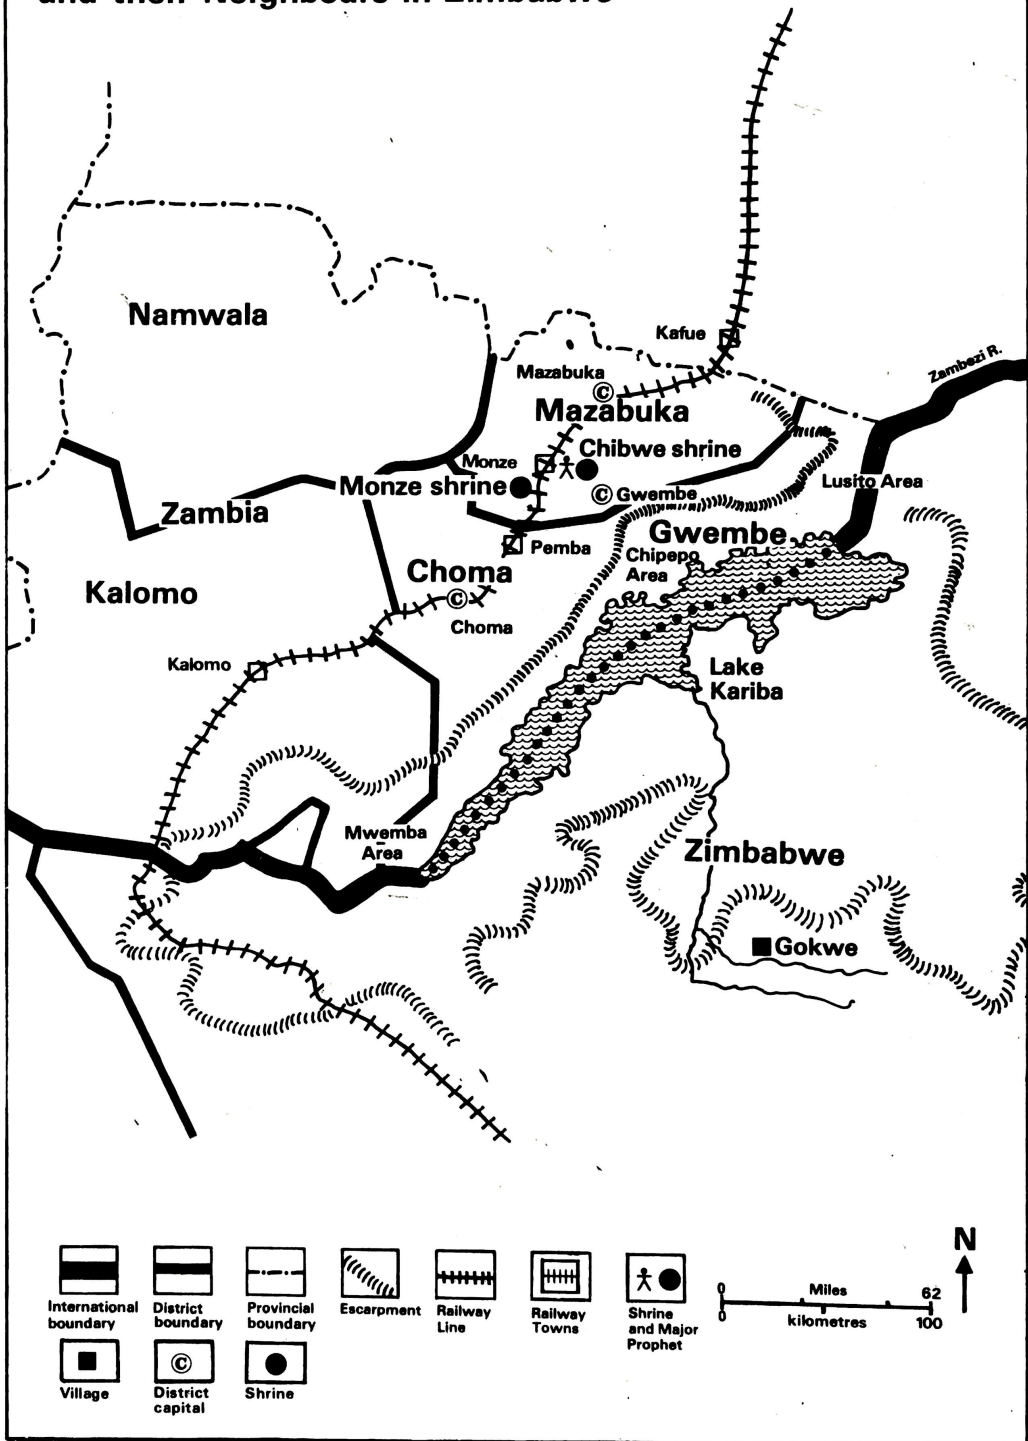 and their Neighbours in Zimbabwe
Namwala
Kafue
Zambezi R.
Mazabuka
Mazabuka
Chibwe shrine
Monze
Monze shrine
Gwembe
Lusito Area
Zambia
Gwembe
Pemba
Chipepo
Area
Choma
Kalomo
Choma
Kalomo
Lake
Kariba
Mwemba
Area
Zimbabwe
Gokwe
N
International
boundary
District
boundary
Provincial
boundary
Escarpment
Railway
Line
Railway
Towns
Shrine
and Major
Prophet
0 Miles 62
0 kilometres 100
Village
District
capital
Shrine